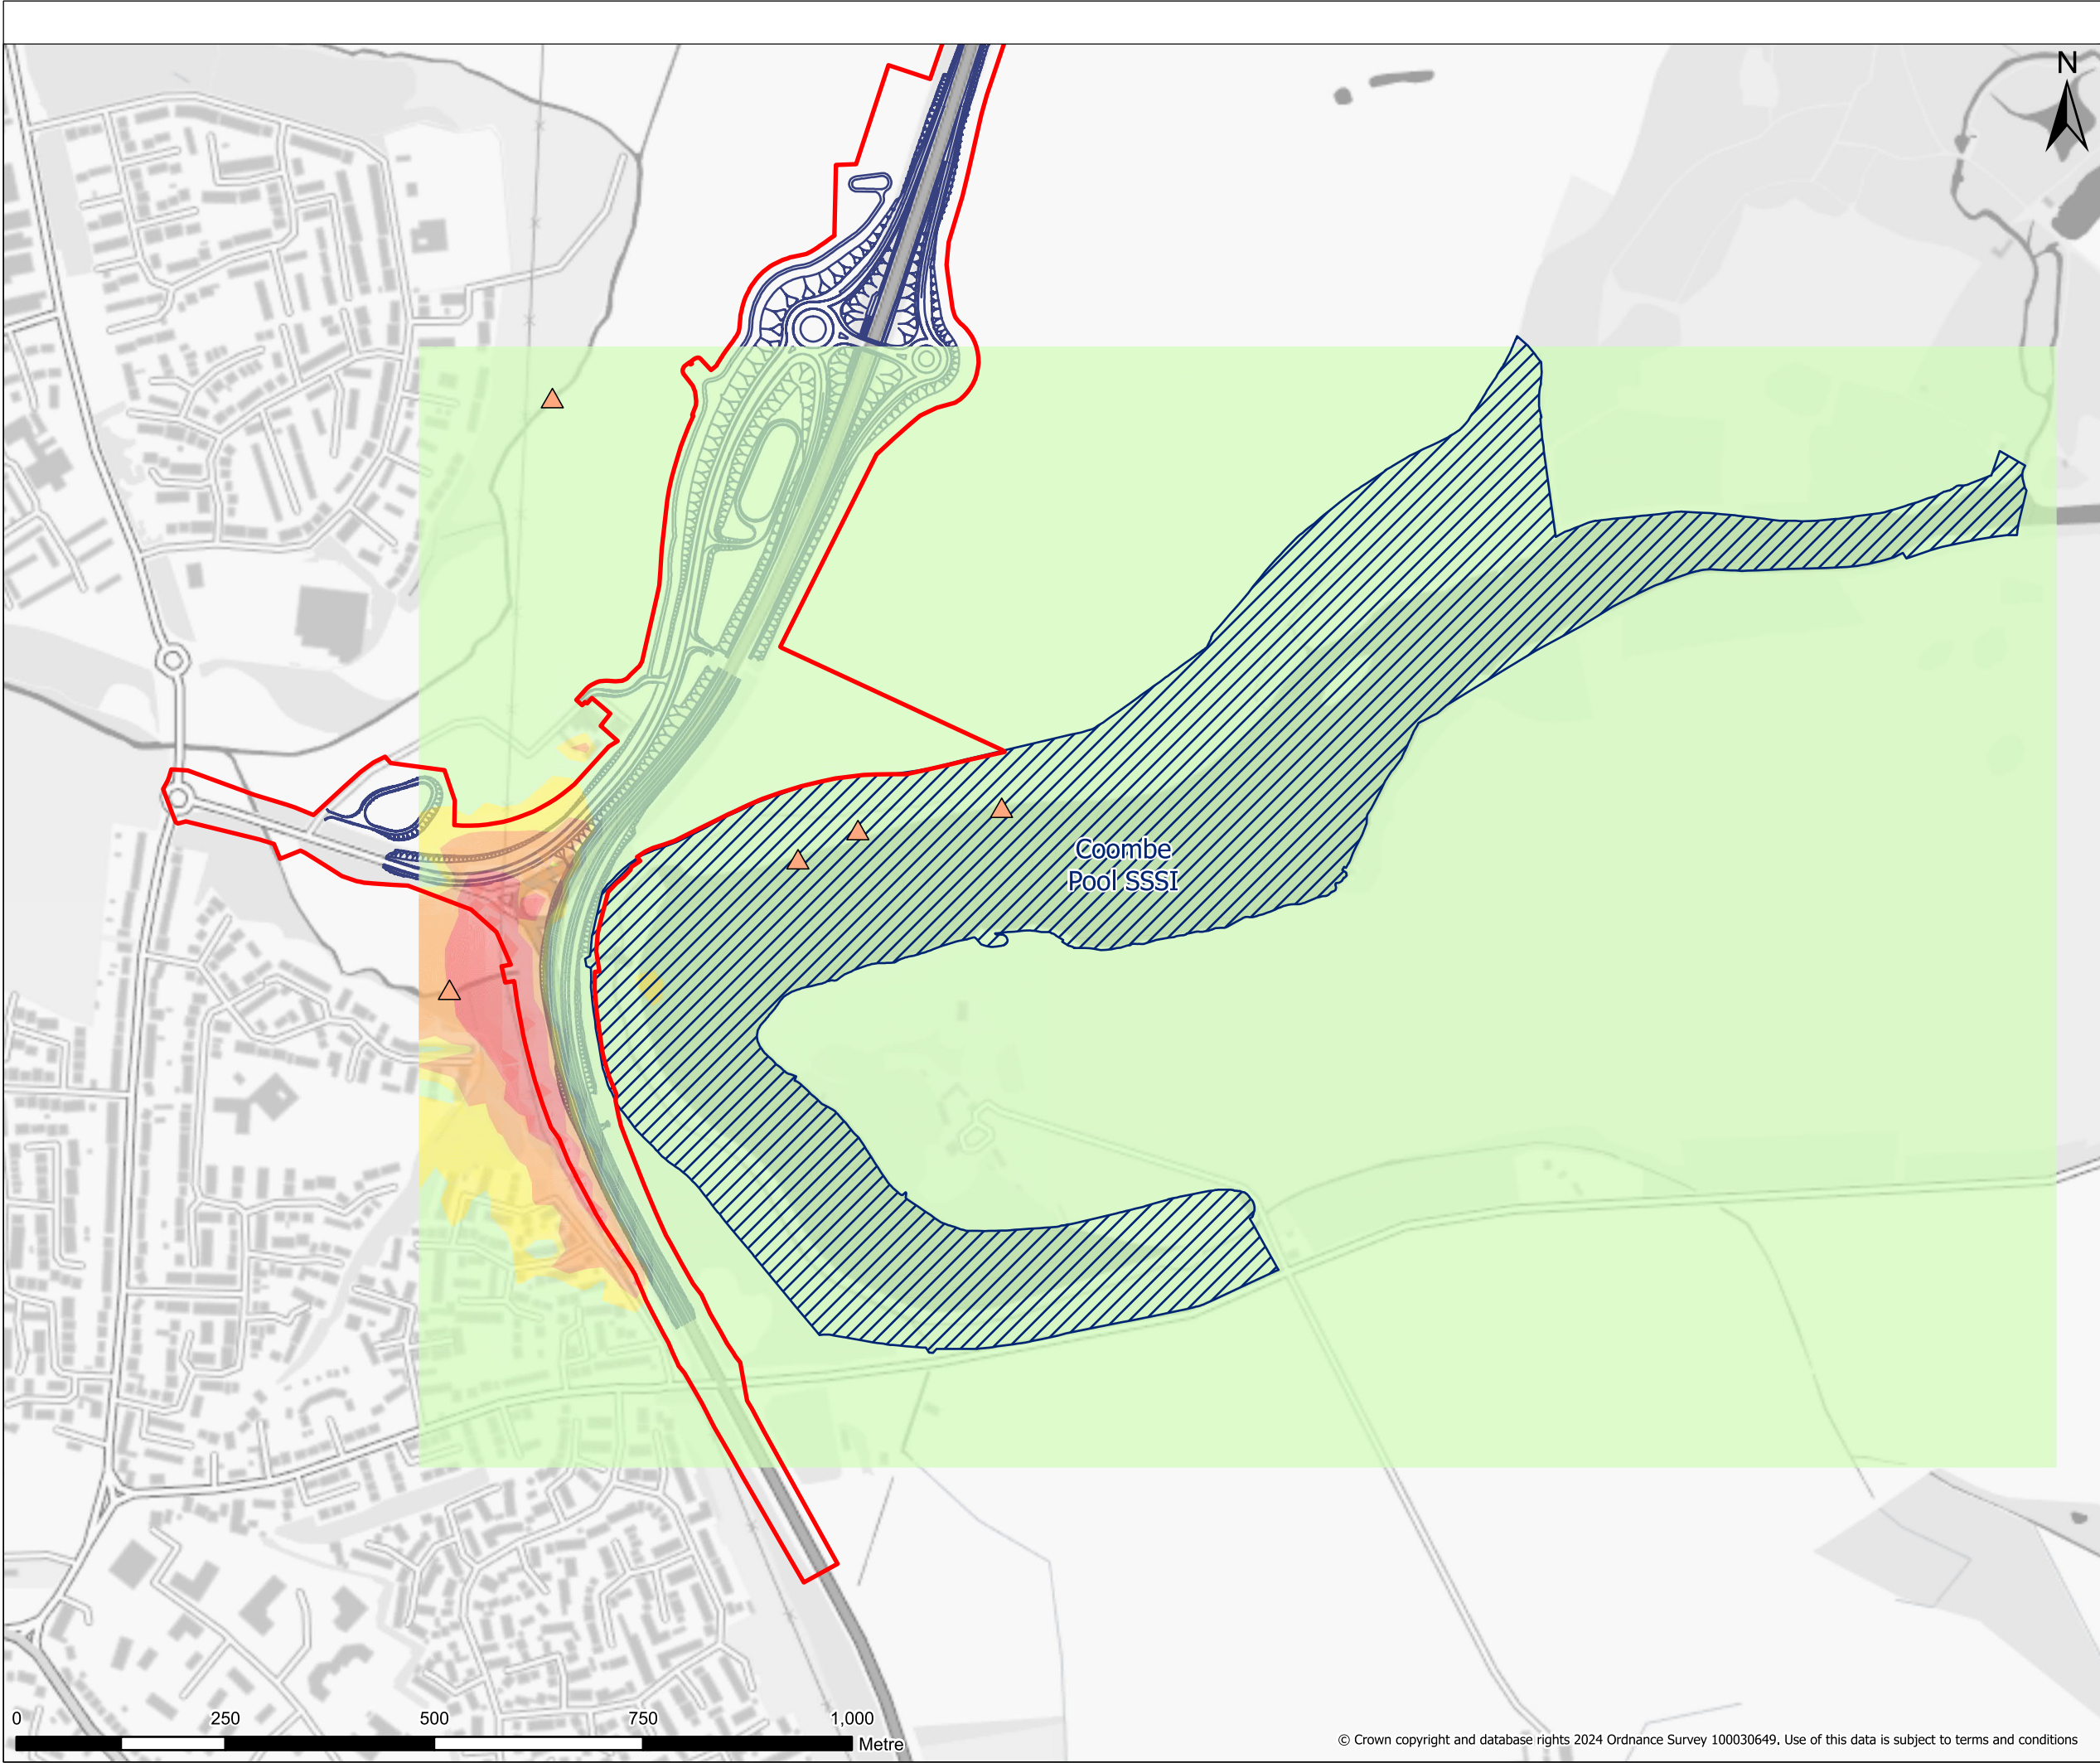 N
Coombe
Pool SSSI
0 250 500 750 1,000
Metre
© Crown copyright and database rights 2024 Ordnance Survey 100030649. Use of this data is subject to terms and conditions